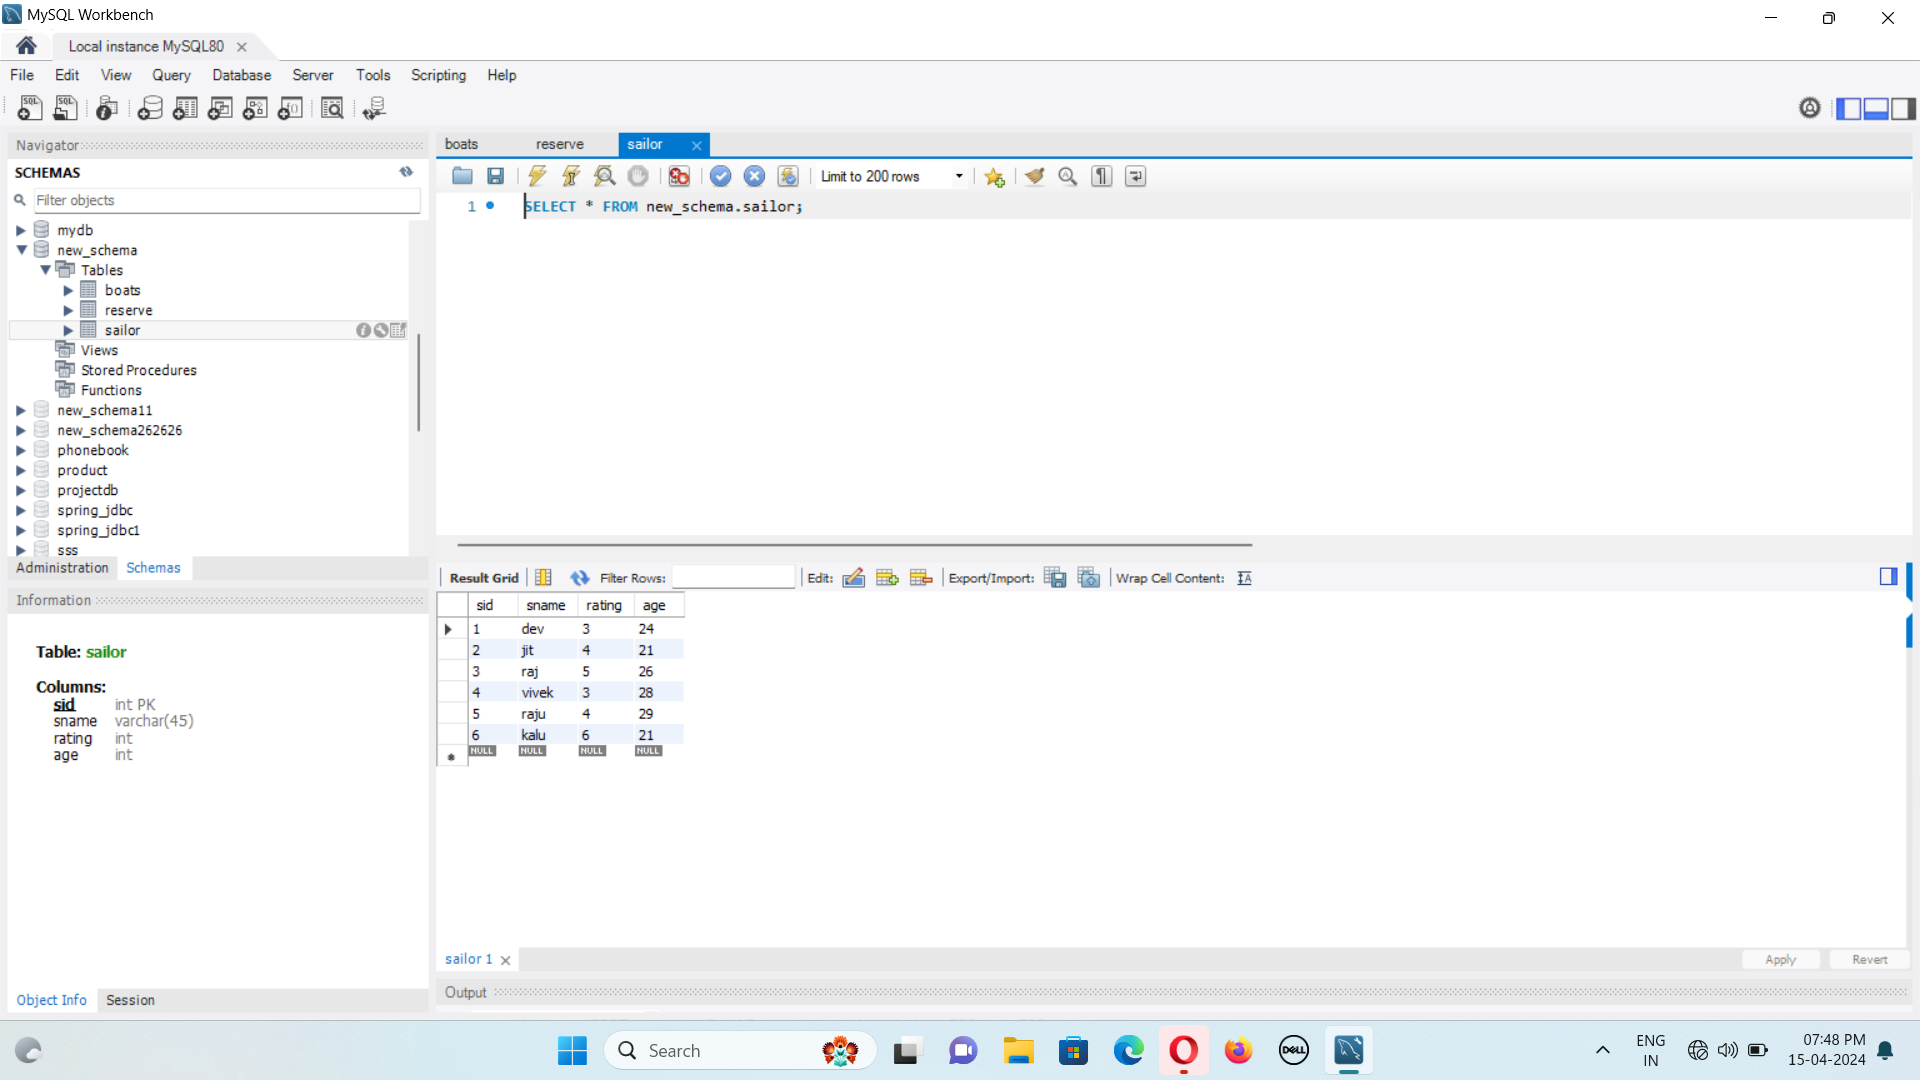 MySQL Workbench
Local instance MySQL80
File Edit View Query Database Server Tools Scripting Help
Navigator
SCHEMAS
Filter objects
mydb
new_schema
Tables
boats
reserve
sailor
Views
Stored Procedures
Functions
new_schema11
new_schema262626
phonebook
product
projectdb
spring_jdbc
spring_jdbc1
sss
Administration Schemas
Information
Table: sailor
Columns:
sid int PK
sname varchar(45)
rating int
age int
Object Info Session
boats reserve sailor
Limit to 200 rows
1 SELECT * FROM new_schema.sailor;
Result Grid Filter Rows: Edit: Export/Import: Wrap Cell Content:
sid sname rating age
1 dev 3 24
2 jit 4 21
3 raj 5 26
4 vivek 3 28
5 raju 4 29
6 kalu 6 21
NULL NULL NULL NULL
sailor 1 Apply Revert
Output
Search
DELL
ENG
IN
07:48 PM
15-04-2024